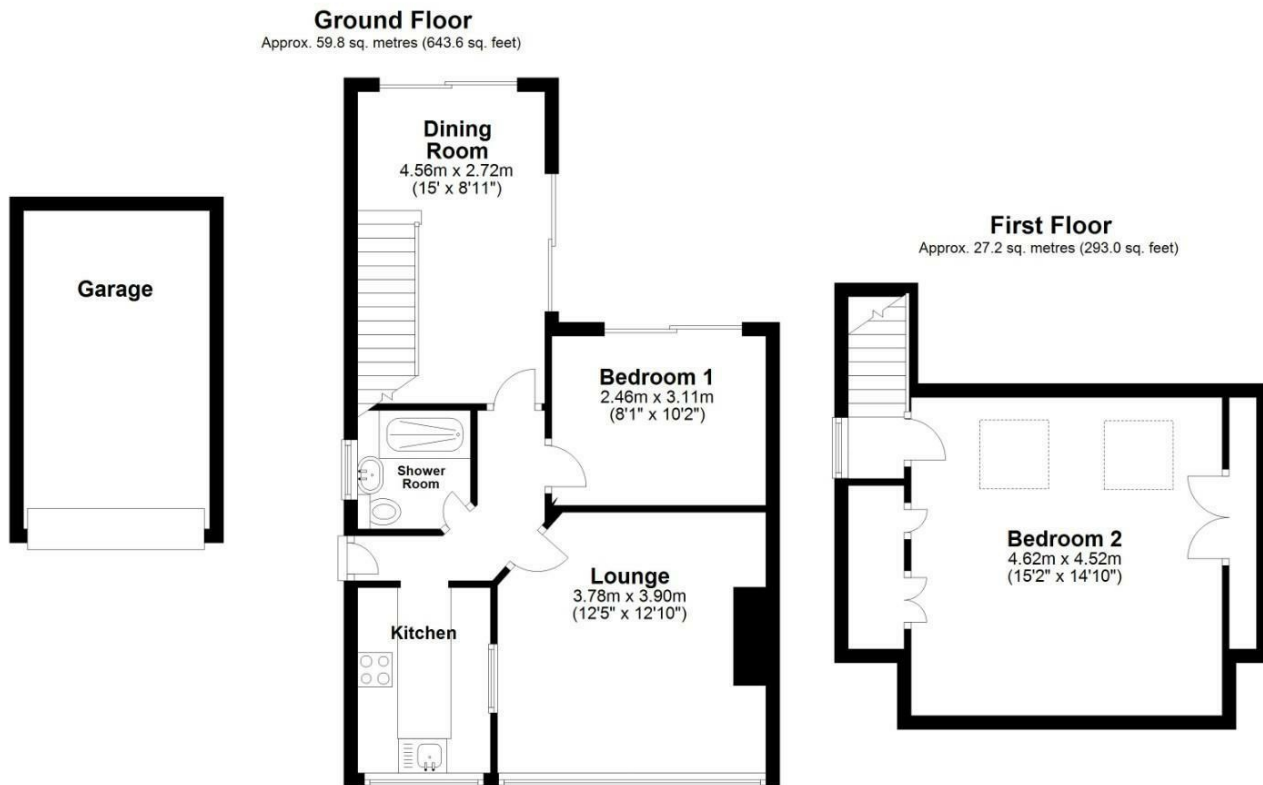 Ground Floor
Approx. 59.8 sq. metres (643.6 sq. feet)
Dining
Room
4.56m x 2.72m
(15' x 8'11")
Garage
First Floor
Approx. 27.2 sq. metres (293.0 sq. feet)
Bedroom 1
2.46m x 3.11m
(8'1" x 10'2")
Shower
Room
Bedroom 2
4.62m x 4.52m
(15'2" x 14'10")
Lounge
3.78m x 3.90m
(12'5" x 12'10")
Kitchen